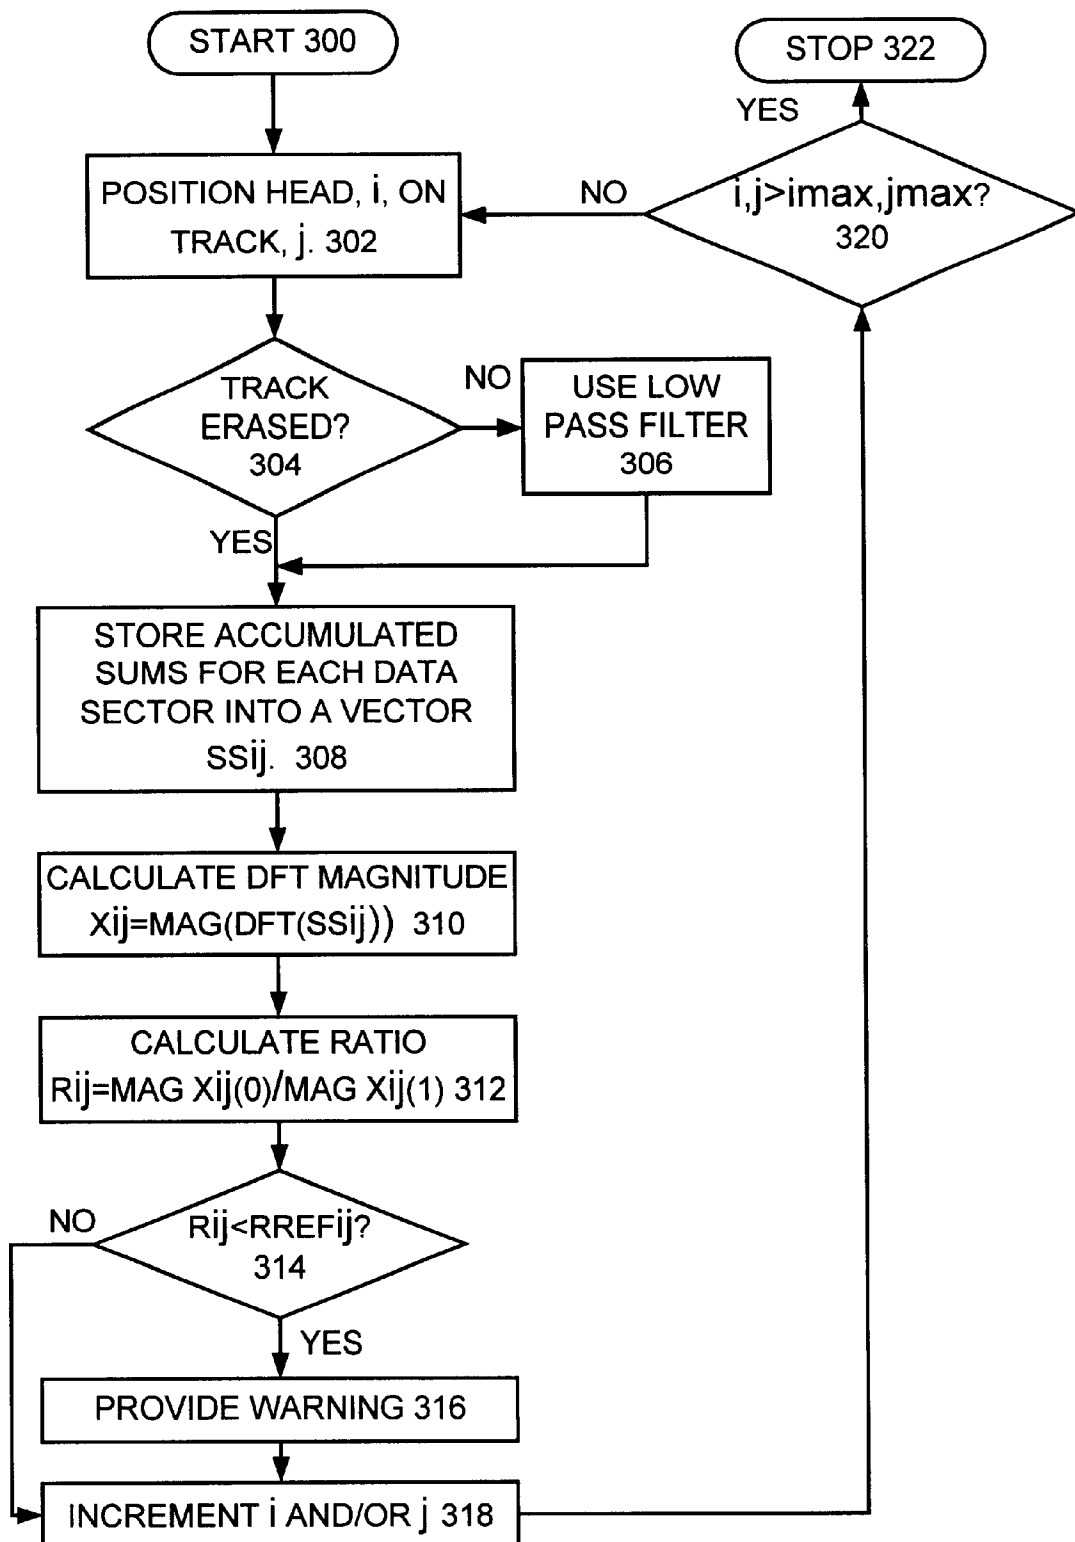 START 300
POSITION HEAD, i, ON
TRACK, j. 302
TRACK
ERASED?
304
NO
USE LOW
PASS FILTER
306
YES
STORE ACCUMULATED
SUMS FOR EACH DATA
SECTOR INTO A VECTOR
SSij. 308
CALCULATE DFT MAGNITUDE
Xij=MAG(DFT(SSij)) 310
CALCULATE RATIO
Rij=MAG Xij(0)/MAG Xij(1) 312
NO
Rij<RREFij?
314
YES
PROVIDE WARNING 316
INCREMENT i AND/OR j 318
i,j>imax,jmax?
320
NO
YES
STOP 322